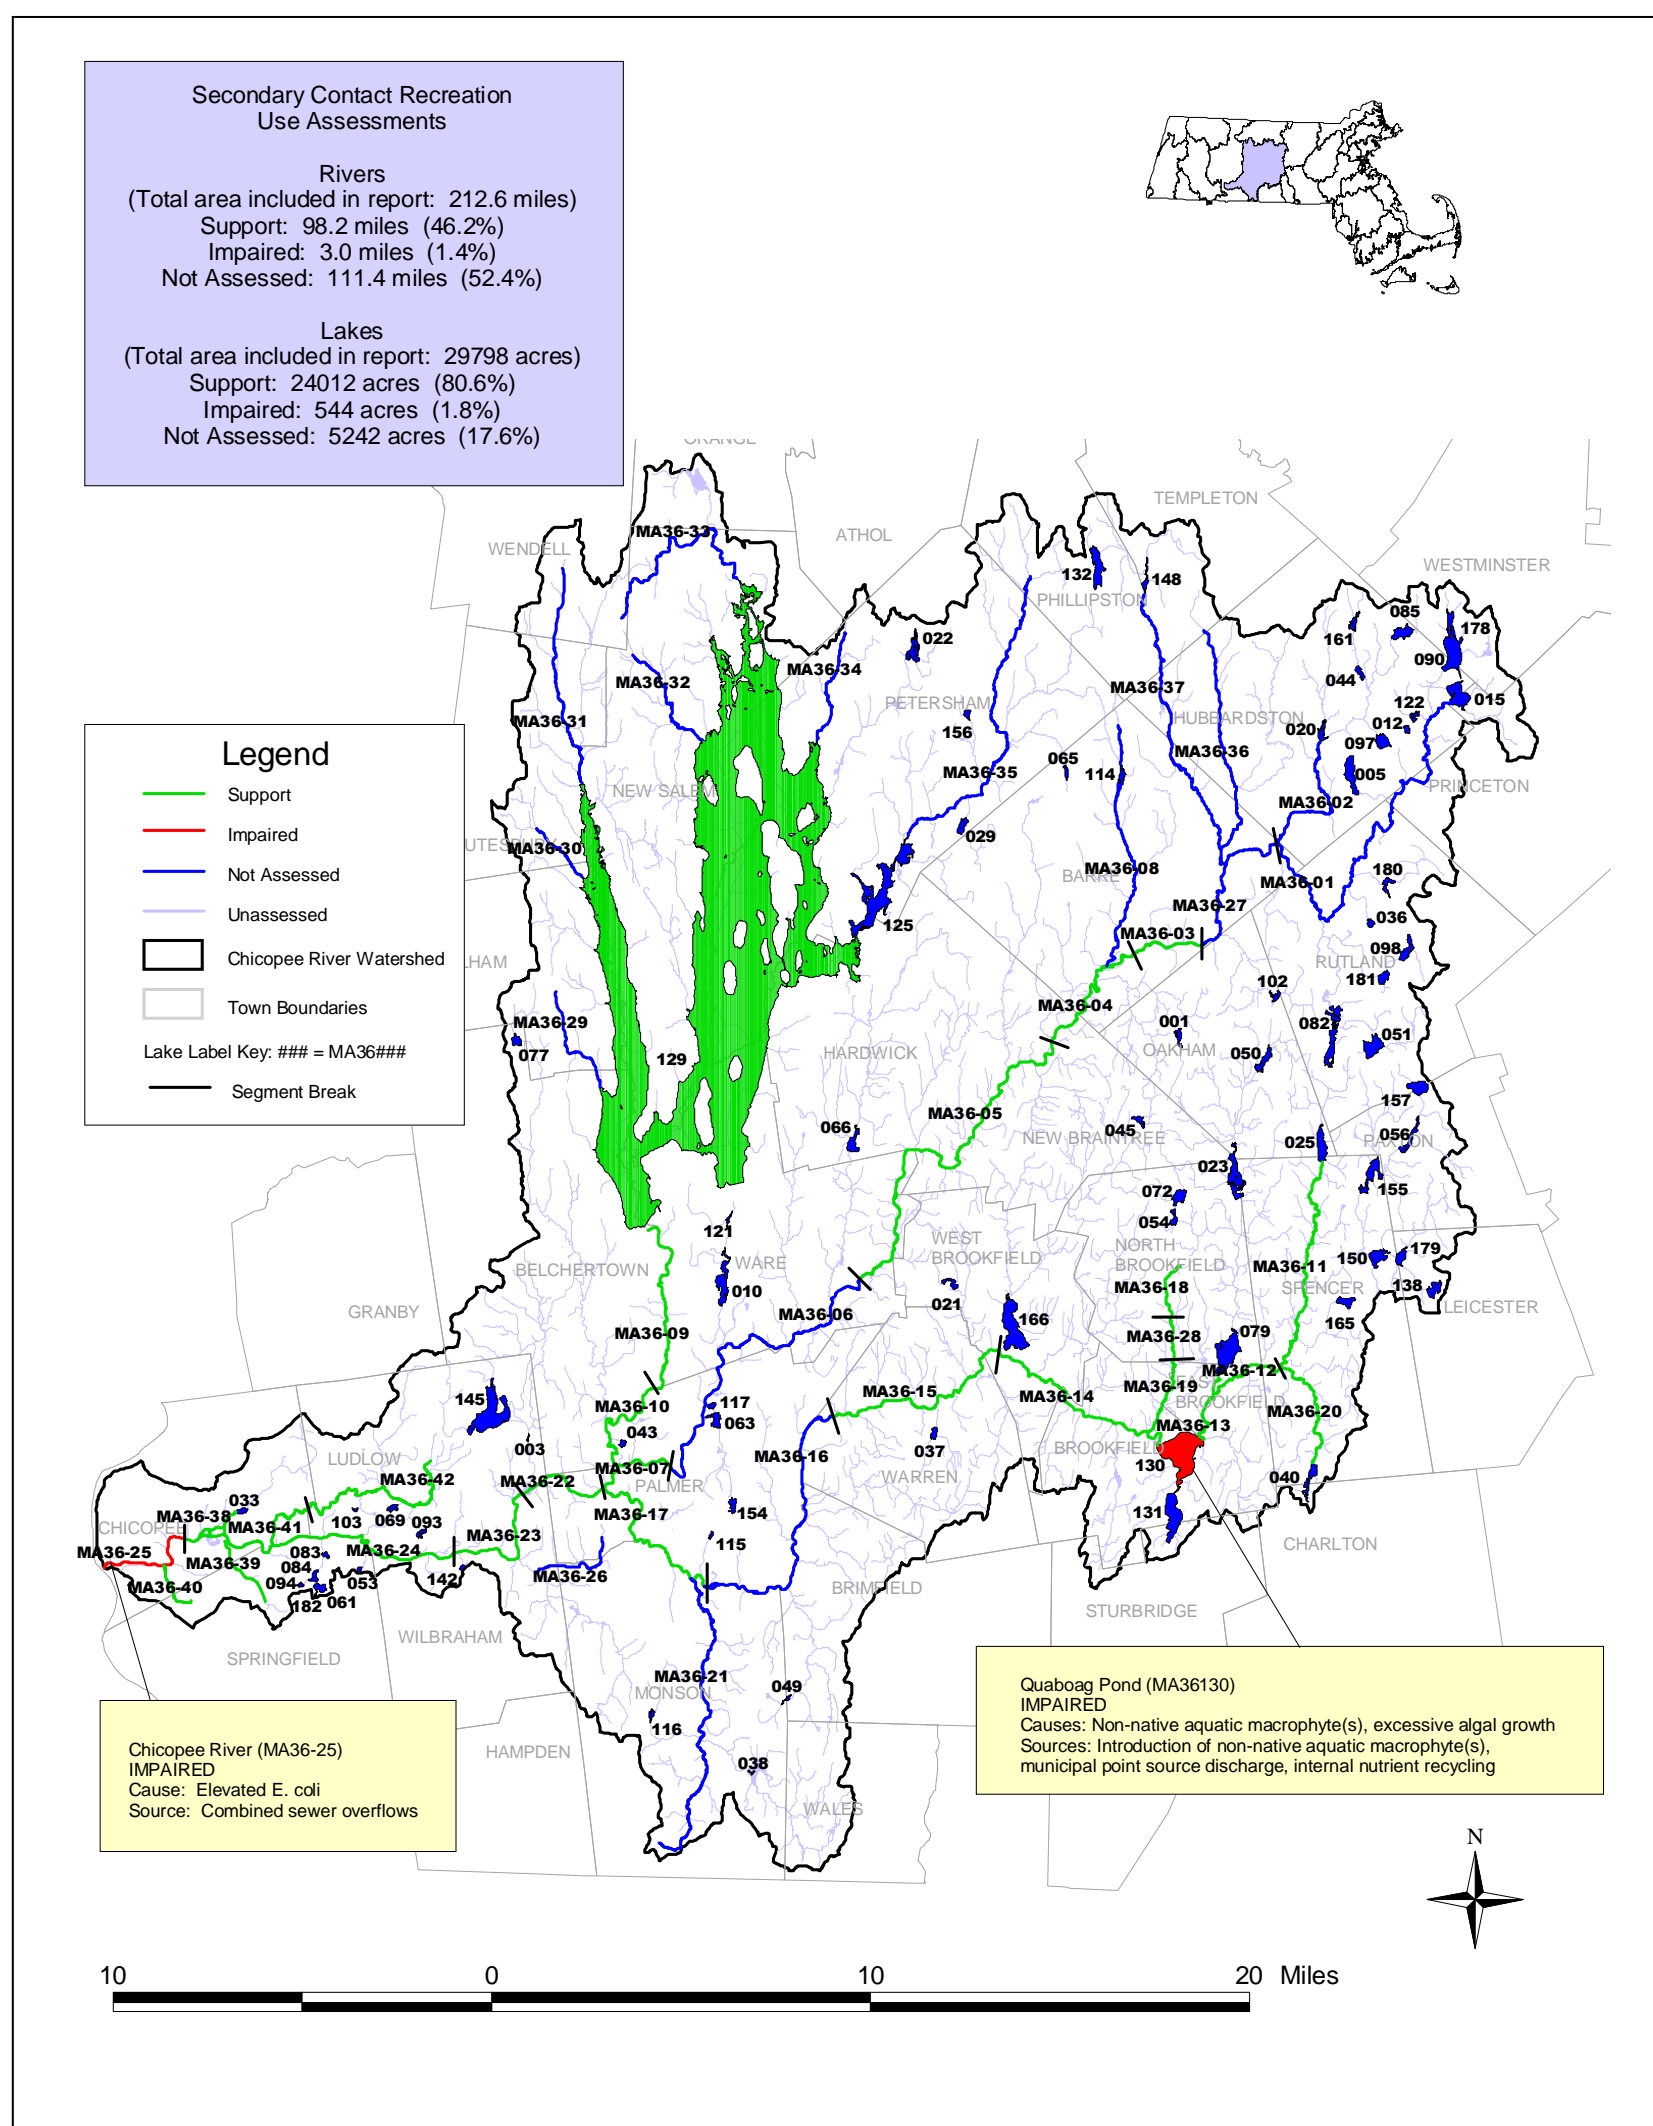 Secondary Contact Recreation
Use Assessments
Rivers
(Total area included in report: 212.6 miles)
Support: 98.2 miles (46.2%)
Impaired: 3.0 miles (1.4%)
Not Assessed: 111.4 miles (52.4%)
Lakes
(Total area included in report: 29798 acres)
Support: 24012 acres (80.6%)
Impaired: 544 acres (1.8%)
Not Assessed: 5242 acres (17.6%)
ORANGE
TEMPLETON
ATHOL
MA36-33
WENDELL
WESTMINSTER
132
148
PHILLIPSTON
085
161
178
022
090
MA36-34
MA36-32
044
MA36-37
015
PETERSHAM
122
HUBBARDSTON
MA36-31
012
020
156
097
MA36-36
065
MA36-35
114
005
PRINCETON
NEW SALEM
MA36-02
029
MA36-30
MA36-08
180
BARRE
MA36-01
MA36-27
036
125
MA36-03
098
RUTLAND
181
102
MA36-04
MA36-29
001
082
051
077
129
HARDWICK
OAKHAM
050
157
MA36-05
066
045
NEW BRAINTREE
056
025
PAXTON
023
072
155
054
121
WEST
BROOKFIELD
NORTH
BROOKFIELD
150
179
BELCHERTOWN
WARE
MA36-11
010
MA36-18
SPENCER
138
021
GRANBY
MA36-06
LEICESTER
166
165
MA36-09
MA36-28
079
MA36-12
145
MA36-15
MA36-14
MA36-19
EAST
BROOKFIELD
117
MA36-10
MA36-20
063
MA36-13
003
043
BROOKFIELD
LUDLOW
MA36-16
037
130
MA36-42
MA36-22
MA36-07
PALMER
WARREN
040
033
154
131
MA36-38
103
069
MA36-17
093
CHICOPEE
MA36-41
MA36-23
115
CHARLTON
MA36-25
083
MA36-24
MA36-39
084
142
MA36-26
MA36-40
094
053
BRIMFIELD
182
061
STURBRIDGE
WILBRAHAM
SPRINGFIELD
MA36-21
049
MONSON
116
HAMPDEN
038
WALES
Legend
Support
Impaired
Not Assessed
Unassessed
Chicopee River Watershed
Town Boundaries
Lake Label Key: ### = MA36###
Segment Break
Chicopee River (MA36-25)
IMPAIRED
Cause: Elevated E. coli
Source: Combined sewer overflows
Quaboag Pond (MA36130)
IMPAIRED
Causes: Non-native aquatic macrophyte(s), excessive algal growth
Sources: Introduction of non-native aquatic macrophyte(s),
municipal point source discharge, internal nutrient recycling
N
10 0 10 20 Miles